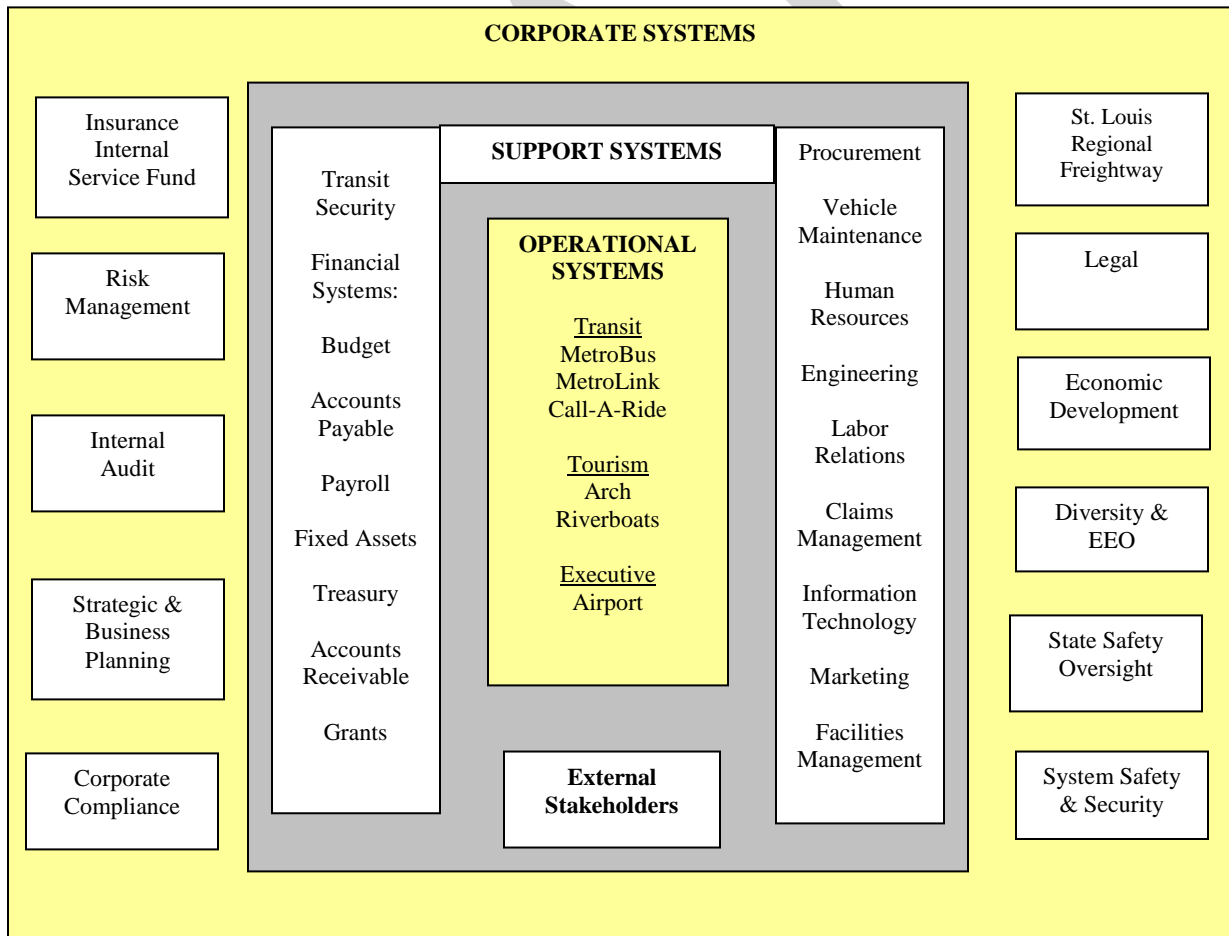 CORPORATE SYSTEMS
Insurance
Internal
Service Fund
Risk
Management
Internal
Audit
Strategic &
Business
Planning
Corporate
Compliance
Transit
Security
Financial
Systems:
Budget
Accounts
Payable
Payroll
Fixed Assets
Treasury
Accounts
Receivable
Grants
SUPPORT SYSTEMS
OPERATIONAL
SYSTEMS
Transit
MetroBus
MetroLink
Call-A-Ride
Tourism
Arch
Riverboats
Executive
Airport
External
Stakeholders
Procurement
Vehicle
Maintenance
Human
Resources
Engineering
Labor
Relations
Claims
Management
Information
Technology
Marketing
Facilities
Management
St. Louis
Regional
Freightway
Legal
Economic
Development
Diversity &
EEO
State Safety
Oversight
System Safety
& Security